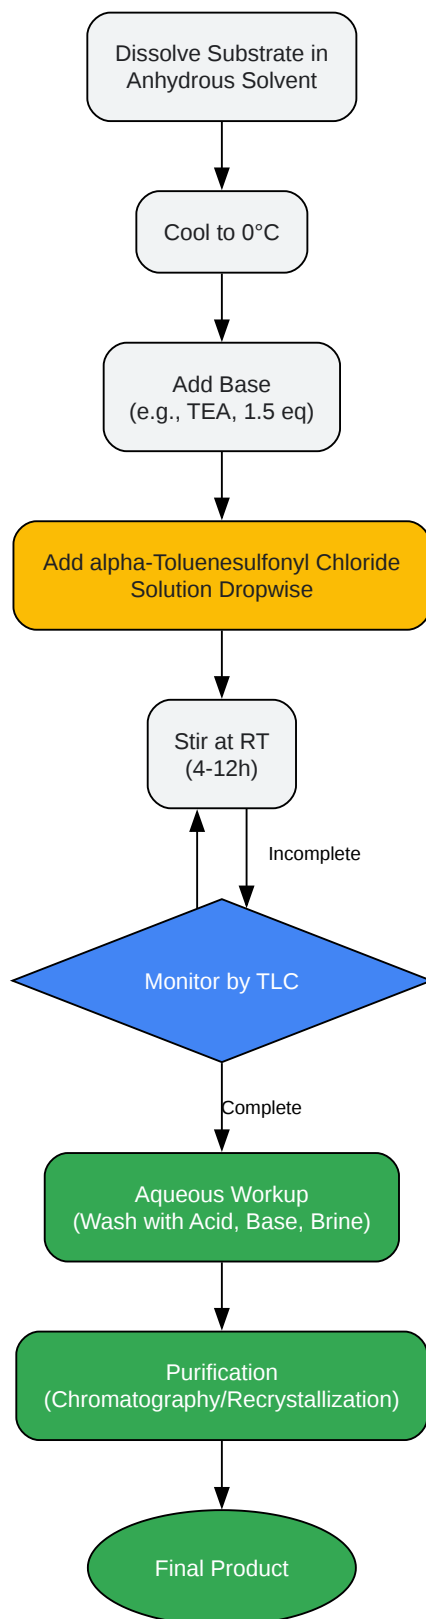 Dissolve Substrate in
Anhydrous Solvent
Cool to 0°C
Add Base
(e.g., TEA, 1.5 eq)
Add alpha-Toluenesulfonyl Chloride
Solution Dropwise
Stir at RT
(4-12h)
Incomplete
Monitor by TLC
Complete
Aqueous Workup
(Wash with Acid, Base, Brine)
Purification
(Chromatography/Recrystallization)
Final Product